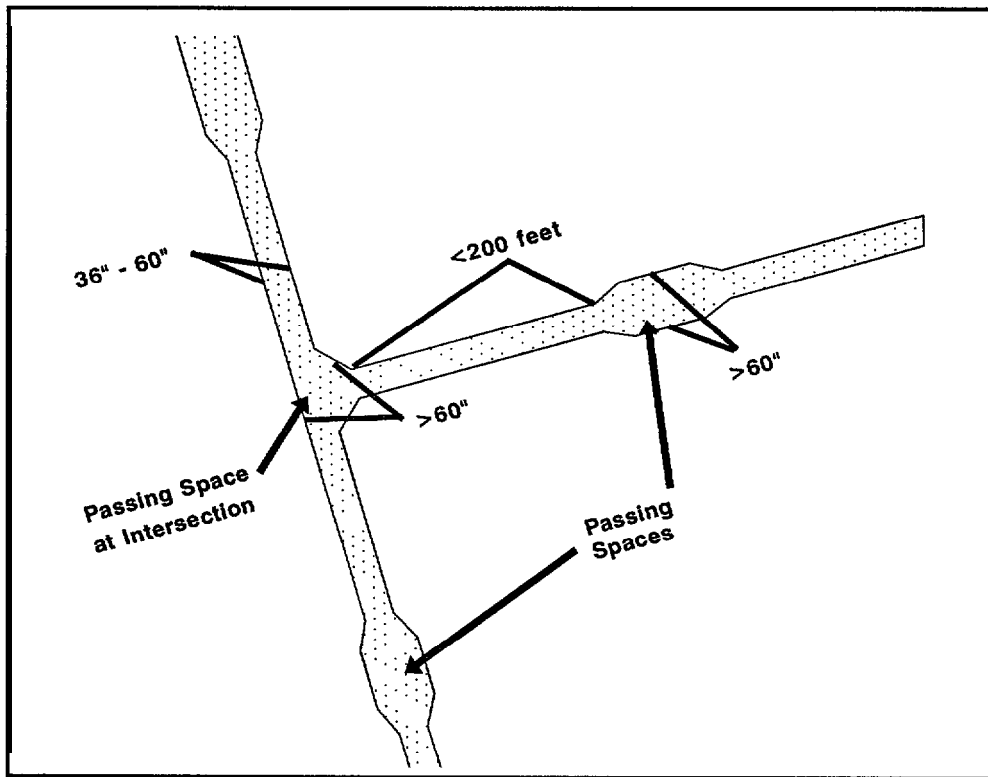 36" - 60"
<200 feet
>60"
>60"
Passing Space
at Intersection
Passing
Spaces